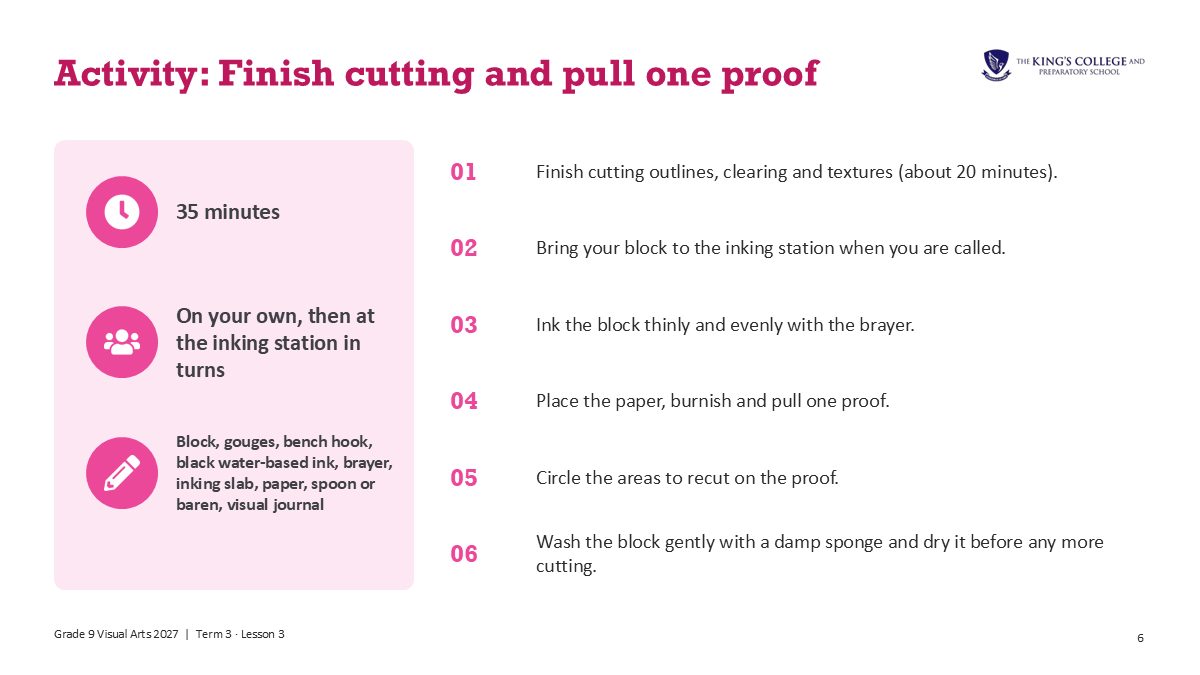 Activity: Finish cutting and pull one proof
THE KING'S COLLEGE AND
PREPARATORY SCHOOL
35 minutes
On your own, then at
the inking station in
turns
Block, gouges, bench hook,
black water-based ink, brayer,
inking slab, paper, spoon or
baren, visual journal
01 Finish cutting outlines, clearing and textures (about 20 minutes).
02 Bring your block to the inking station when you are called.
03 Ink the block thinly and evenly with the brayer.
04 Place the paper, burnish and pull one proof.
05 Circle the areas to recut on the proof.
06 Wash the block gently with a damp sponge and dry it before any more
cutting.
Grade 9 Visual Arts 2027 | Term 3 · Lesson 3
6